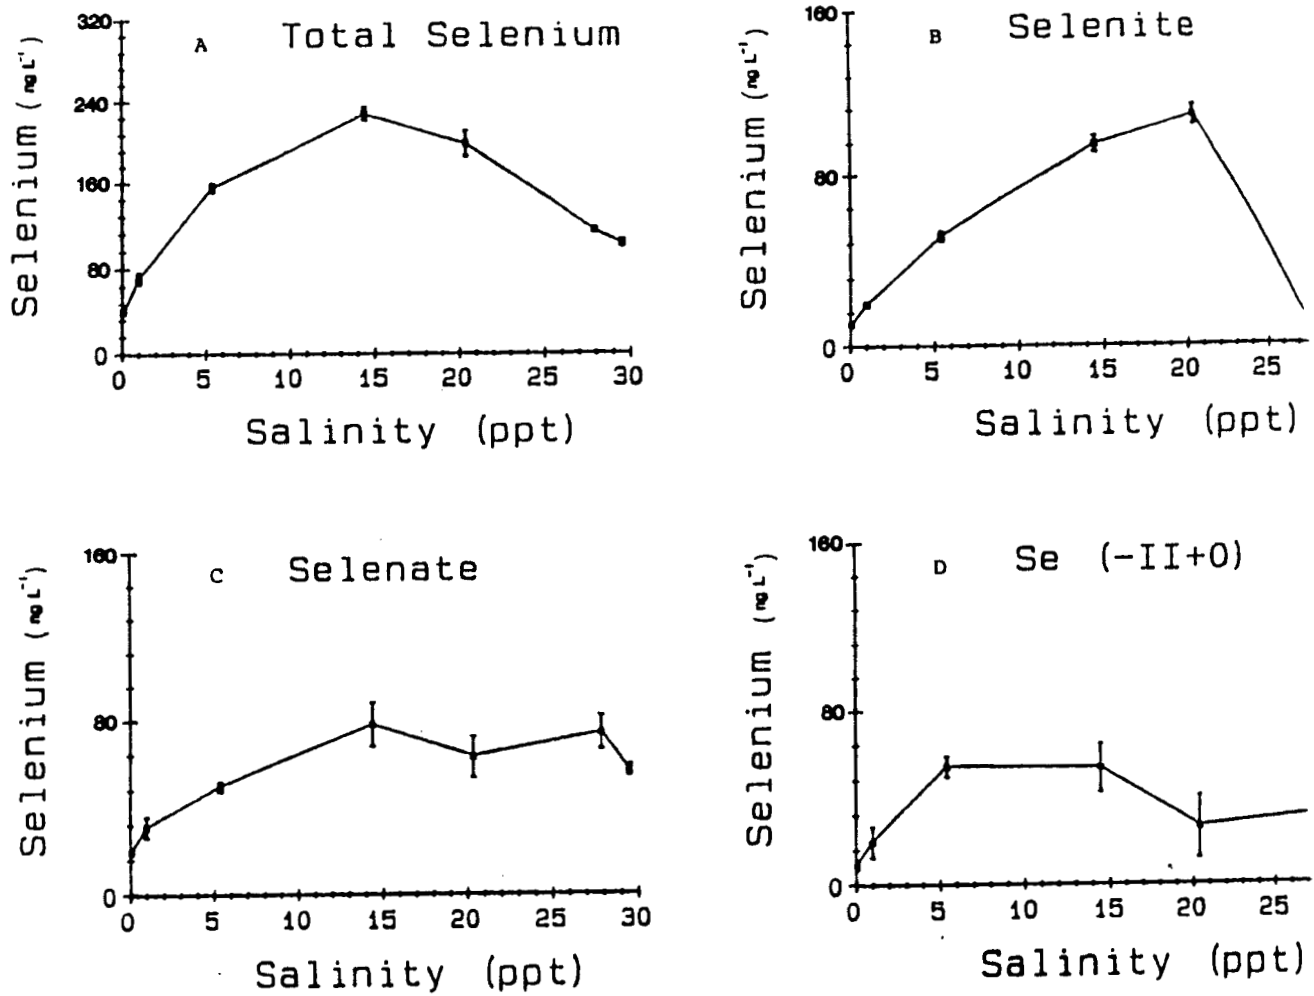 A Total Selenium
Selenium (ng L⁻¹)
320
240
160
80
0
0 5 10 15 20 25 30
Salinity (ppt)
B Selenite
Selenium (ng L⁻¹)
160
80
0
0 5 10 15 20 25
Salinity (ppt)
C Selenate
Selenium (ng L⁻¹)
160
80
0
0 5 10 15 20 25 30
Salinity (ppt)
D Se (-II+0)
Selenium (ng L⁻¹)
160
80
0
0 5 10 15 20 25
Salinity (ppt)